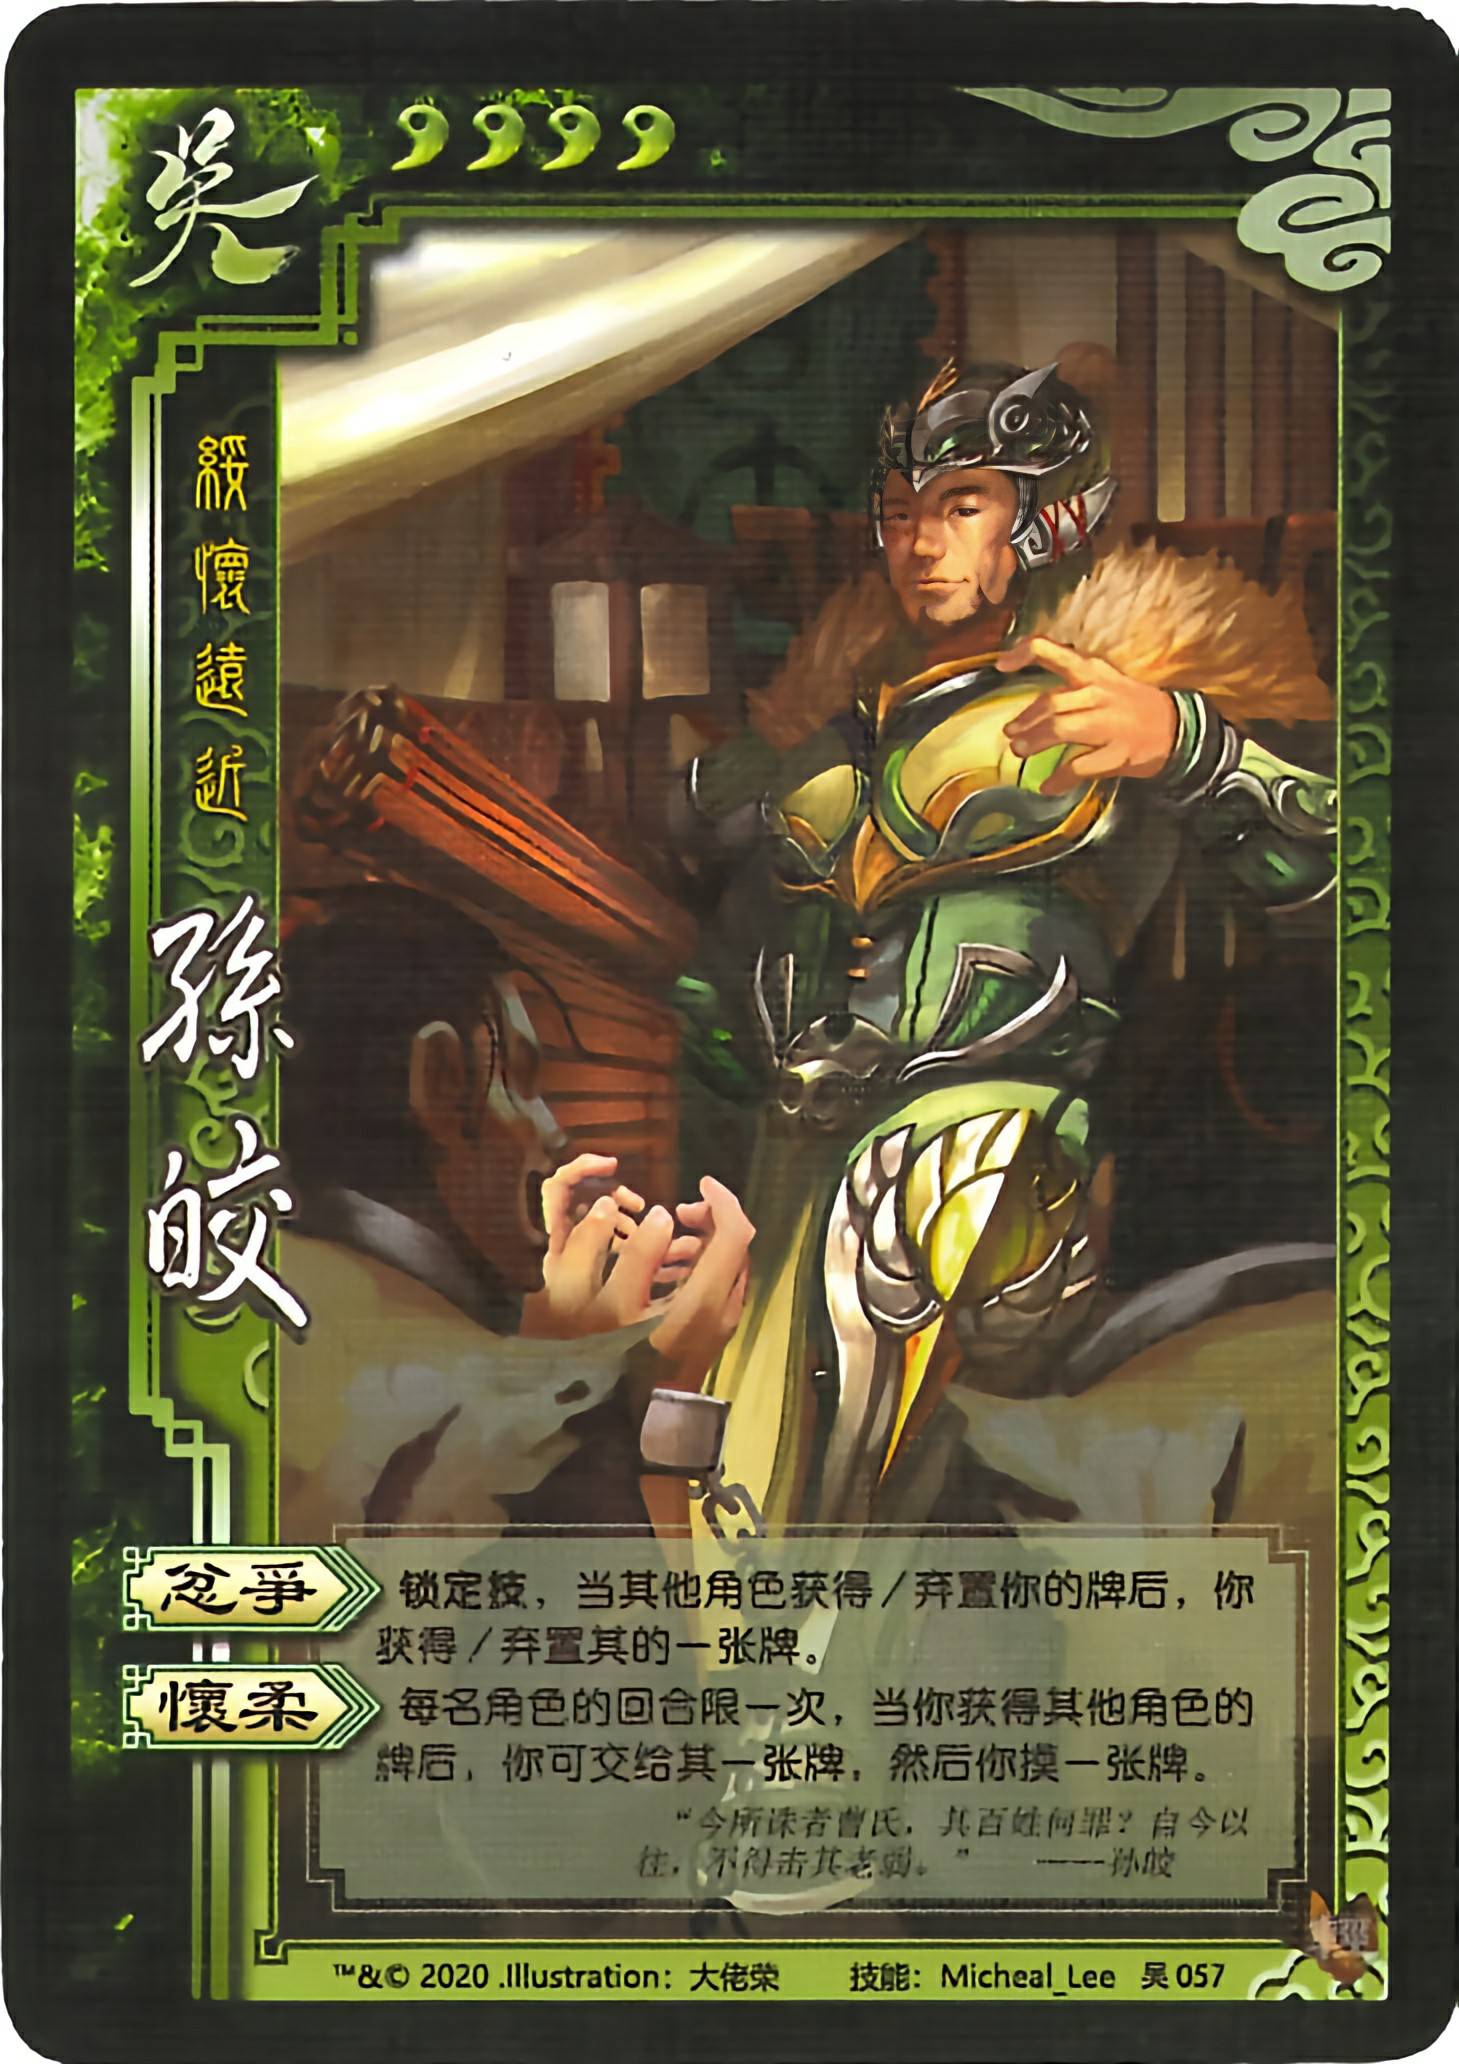 吳
綏懷遠近
孫皎
忿爭
锁定技，当其他角色获得/弃置你的牌后，你
获得/弃置其的一张牌。
懷柔
每名角色的回合限一次，当你获得其他角色的
牌后，你可交给其一张牌，然后你摸一张牌。
“今所诛者曹氏，其百姓何罪？自今以
往，不得击其老弱。”——孙皎
™&© 2020 .Illustration：大佬荣 技能：Micheal_Lee 吴 057